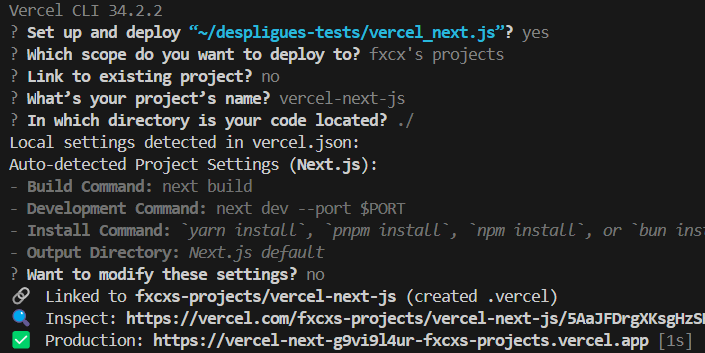 Vercel CLI 34.2.2
? Set up and deploy “~/despligues-tests/vercel_next.js”? yes
? Which scope do you want to deploy to? fxcx's projects
? Link to existing project? no
? What’s your project’s name? vercel-next-js
? In which directory is your code located? ./
Local settings detected in vercel.json:
Auto-detected Project Settings (Next.js):
- Build Command: next build
- Development Command: next dev --port $PORT
- Install Command: `yarn install`, `pnpm install`, `npm install`, or `bun inst
- Output Directory: Next.js default
? Want to modify these settings? no
🔗 Linked to fxcxs-projects/vercel-next-js (created .vercel)
🔍 Inspect: https://vercel.com/fxcxs-projects/vercel-next-js/5AaJFDrgXKsgHzS
✅ Production: https://vercel-next-g9vi9l4ur-fxcxs-projects.vercel.app [1s]